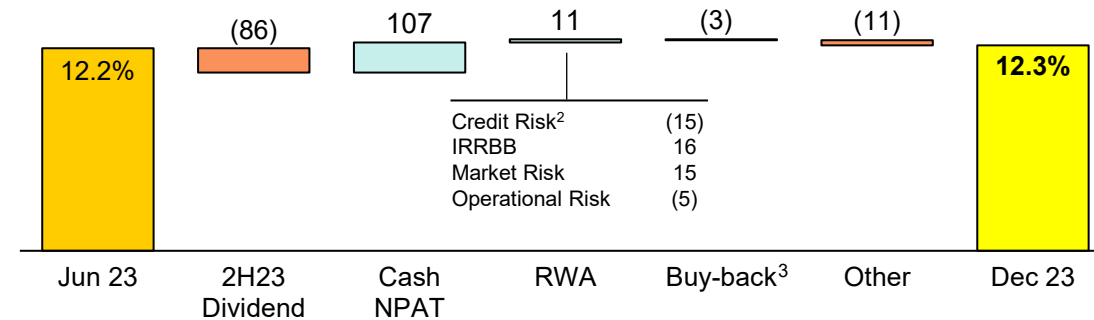 (86) 107 11 (3) (11)
12.2% 12.3%
Credit Risk² (15)
IRRBB 16
Market Risk 15
Operational Risk (5)
Jun 23 2H23 Cash RWA Buy-back³ Other Dec 23
Dividend NPAT